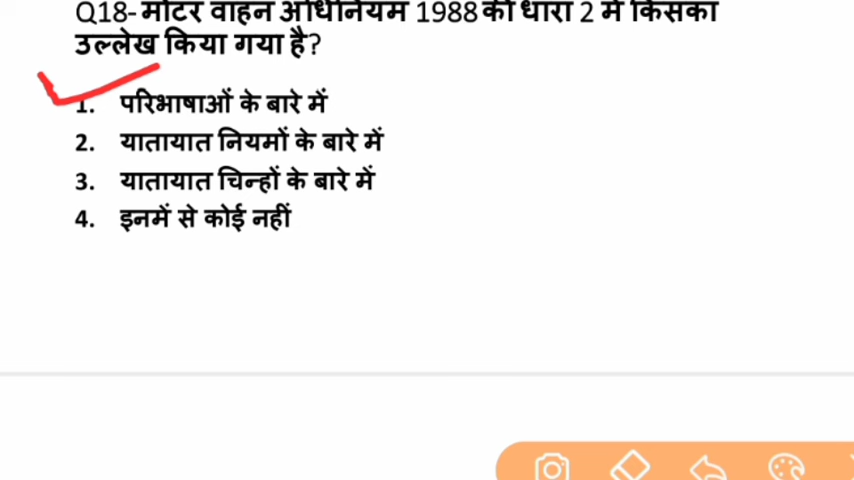 Q18- मोटर वाहन अधिनियम 1988 की धारा 2 में किसका
उल्लेख किया गया है?
1. परिभाषाओं के बारे में
2. यातायात नियमों के बारे में
3. यातायात चिन्हों के बारे में
4. इनमें से कोई नहीं